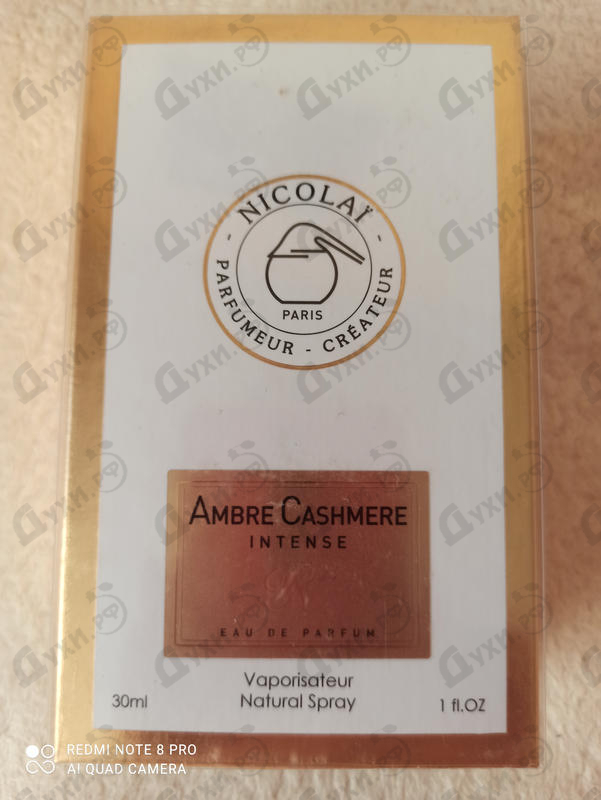 NICOLAÏ
PARIS
PARFUMEUR - CRÉATEUR
AMBRE CASHMERE
INTENSE
EAU DE PARFUM
Vaporisateur
Natural Spray
30ml
1 fl.OZ
REDMI NOTE 8 PRO
AI QUAD CAMERA
Духи.рф